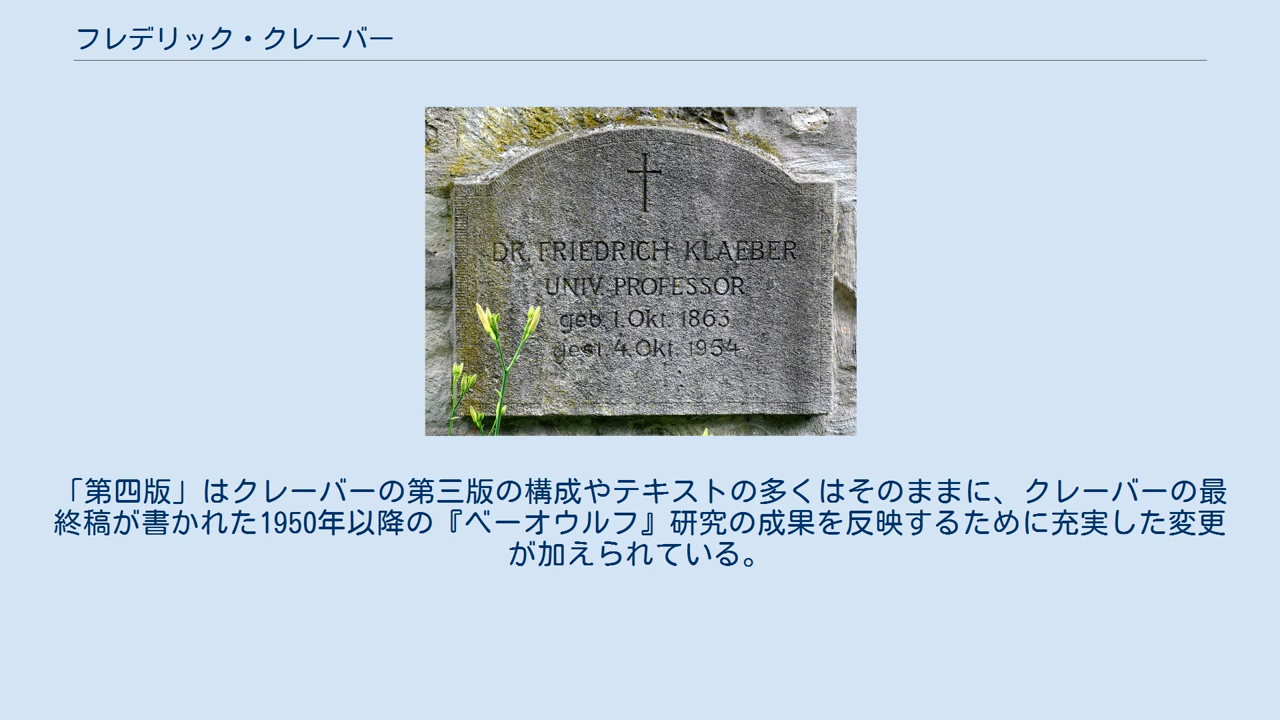 フレデリック・クレーバー
DR. FRIEDRICH KLAEBER
UNIV. PROFESSOR
geb. 1. Okt. 1863
gest. 4. Okt. 1954
「第四版」はクレーバーの第三版の構成やテキストの多くはそのままに、クレーバーの最
終稿が書かれた1950年以降の『ベーオウルフ』研究の成果を反映するために充実した変更
が加えられている。